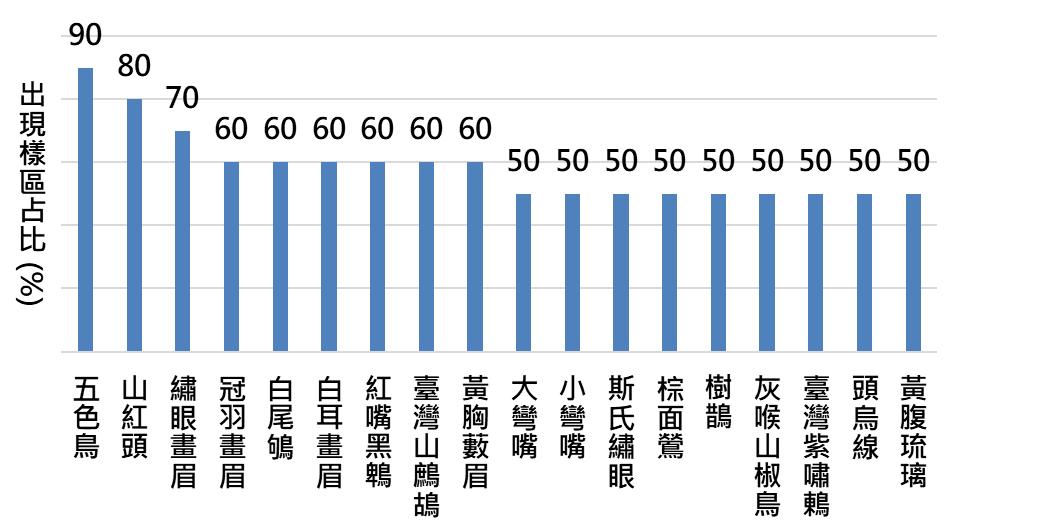 90
80
70
60 60 60 60 60 60
50 50 50 50 50 50 50 50 50
出現樣區占比(%)
五色鳥
山紅頭
繡眼畫眉
冠羽畫眉
白尾鴝
白耳畫眉
紅嘴黑鵯
臺灣山鷓鴣
黃胸藪眉
大彎嘴
小彎嘴
斯氏繡眼
棕面鶯
樹鵲
灰喉山椒鳥
臺灣紫嘯鶇
頭烏線
黃腹琉璃